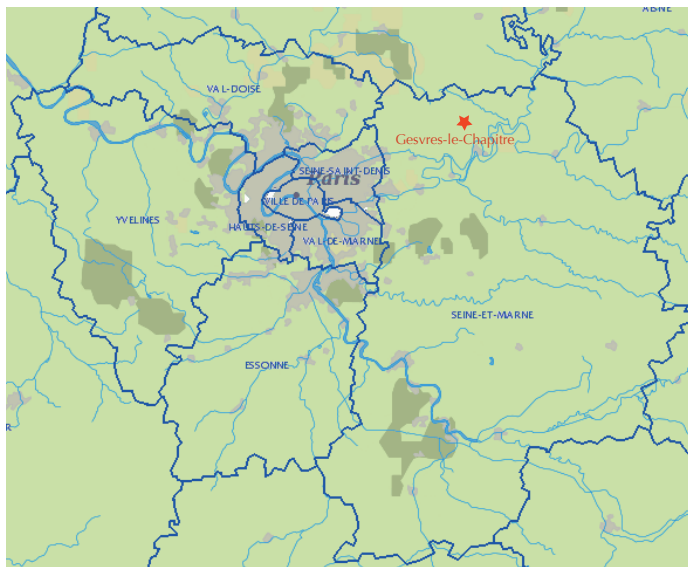 AISNE
VAL-DOISE
Gesvres-le-Chapitre
SEINE-SAINT-DENIS
Paris
VILLE DE PARIS
YVELINES
HAUTS-DE-SEINE
VAL-DE-MARNE
SEINE-ET-MARNE
ESSONNE
R